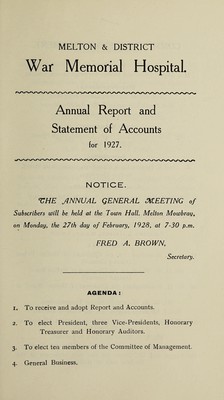 MELTON & DISTRICT
War Memorial Hospital.
Annual Report and
Statement of Accounts
for 1927.
NOTICE.
THE ANNUAL GENERAL MEETING of
Subscribers will be held at the Town Hall, Melton Mowbray,
on Monday, the 27th day of February, 1928, at 7-30 p.m.
FRED A. BROWN,
Secretary.
AGENDA:
1. To receive and adopt Report and Accounts.
2. To elect President, three Vice-Presidents, Honorary
Treasurer and Honorary Auditors.
3. To elect ten members of the Committee of Management.
4. General Business.